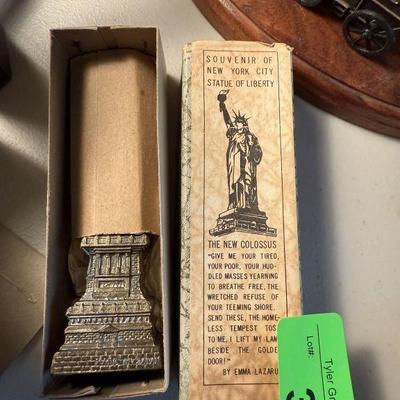 SOUVENIR OF
NEW YORK CITY
STATUE OF LIBERTY
THE NEW COLOSSUS
"GIVE ME YOUR TIRED,
YOUR POOR, YOUR HUD-
DLED MASSES YEARNING
TO BREATHE FREE, THE
WRETCHED REFUSE OF
YOUR TEEMING SHORE.
SEND THESE, THE HOME-
LESS TEMPEST TOS
TO ME, I LIFT MY LAM
BESIDE THE GOLDE
DOOR!"
BY EMMA LAZARU
Tyler
Lot#: